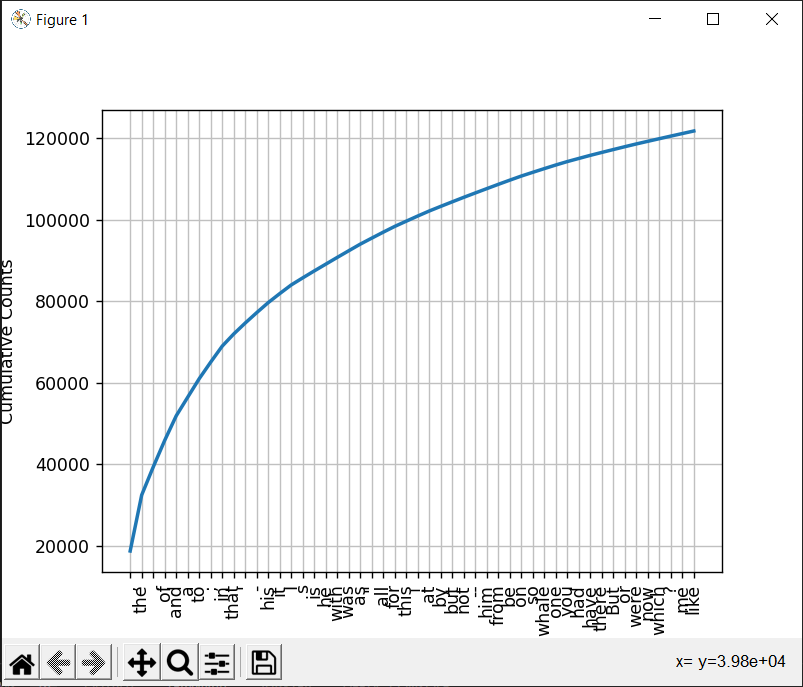 Figure 1
120000
100000
80000
60000
40000
20000
Cumulative Counts
,
the
.
of
and
a
to
;
in
that
'
-
his
it
I
s
is
he
with
was
as
"
all
for
this
!
at
by
but
not
--
him
from
be
on
so
whale
one
you
had
have
there
But
or
were
now
which
?
me
like
x= y=3.98e+04